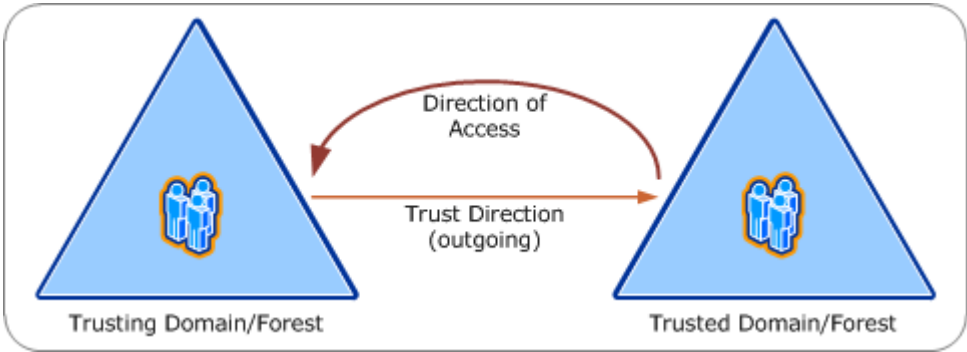 Direction of
Access
Trust Direction
(outgoing)
Trusting Domain/Forest
Trusted Domain/Forest